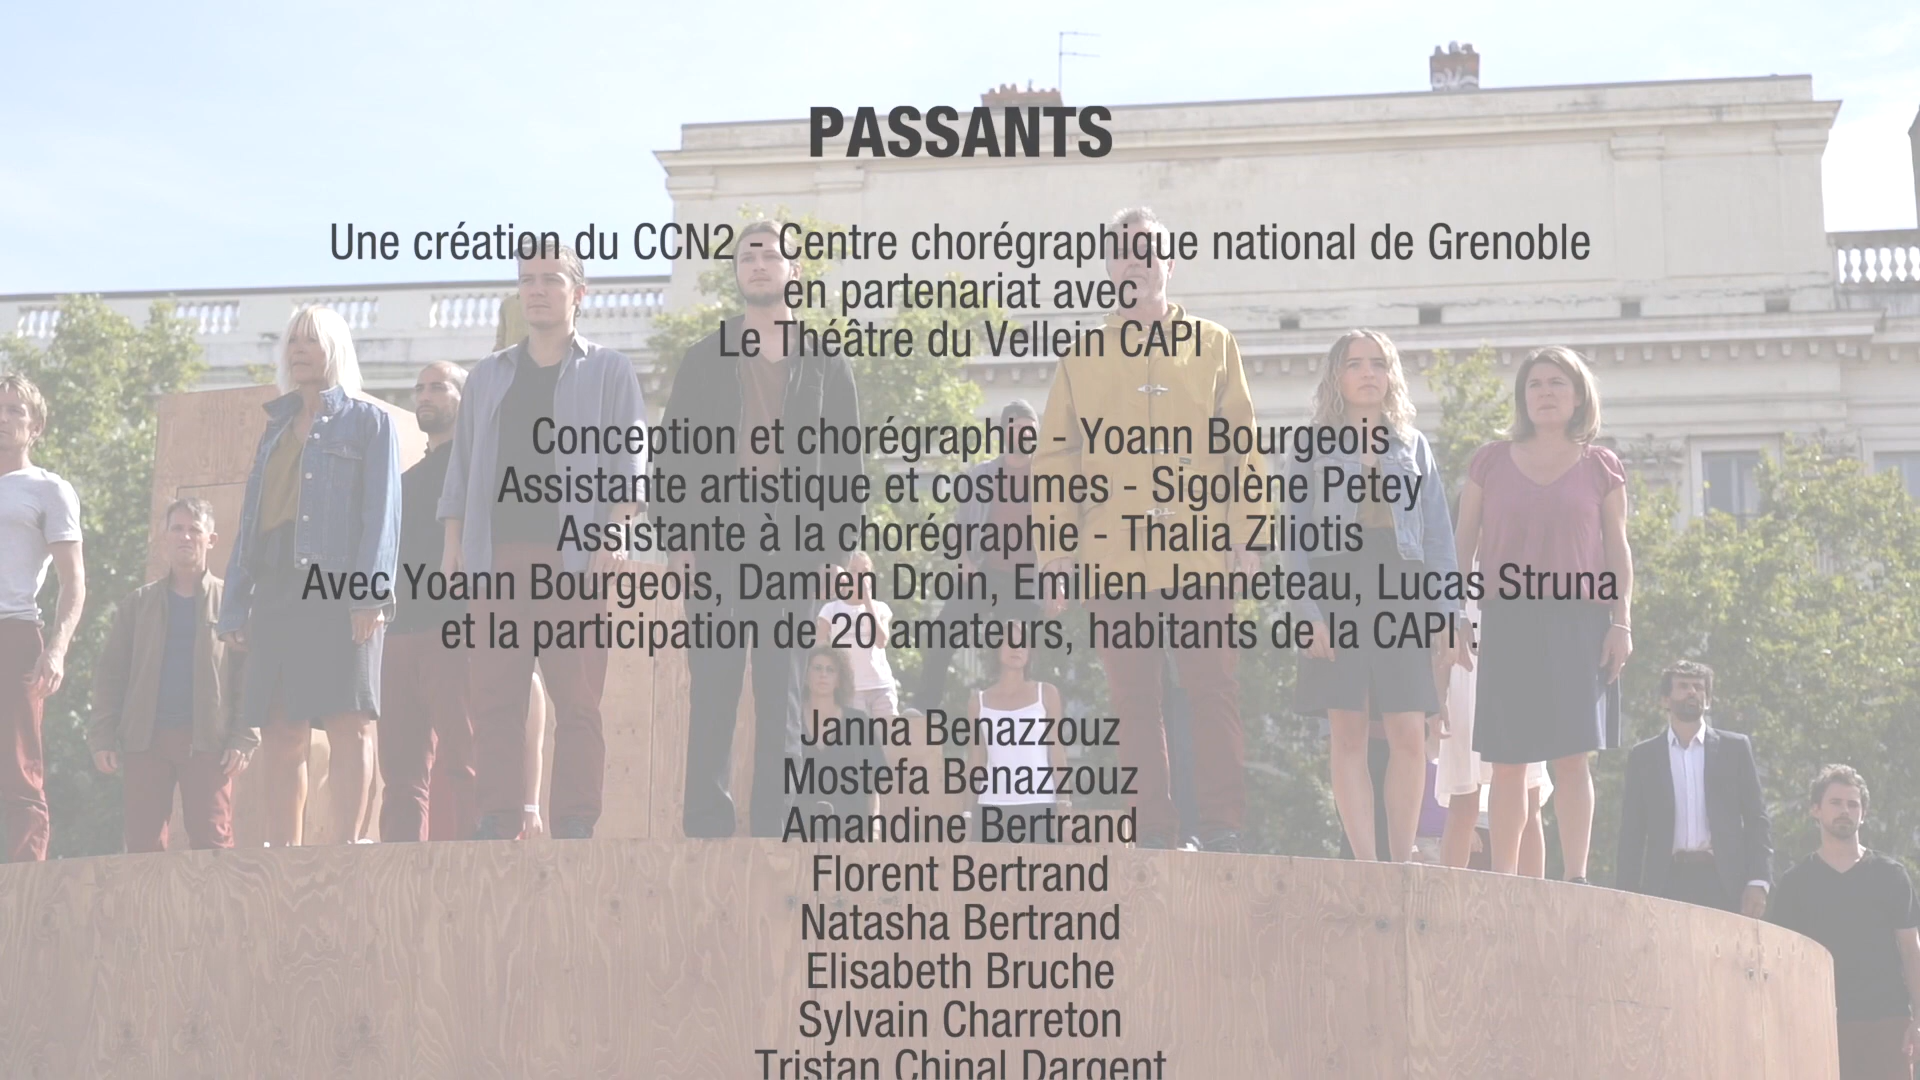 PASSANTS
Une création du CCN2 - Centre chorégraphique national de Grenoble
en partenariat avec
Le Théâtre du Vellein CAPI
Conception et chorégraphie - Yoann Bourgeois
Assistante artistique et costumes - Sigolène Petey
Assistante à la chorégraphie - Thalia Ziliotis
Avec Yoann Bourgeois, Damien Droin, Emilien Janneteau, Lucas Struna
et la participation de 20 amateurs, habitants de la CAPI :
Janna Benazzouz
Mostefa Benazzouz
Amandine Bertrand
Florent Bertrand
Natasha Bertrand
Elisabeth Bruche
Sylvain Charreton
Tristan Chinal Dargent